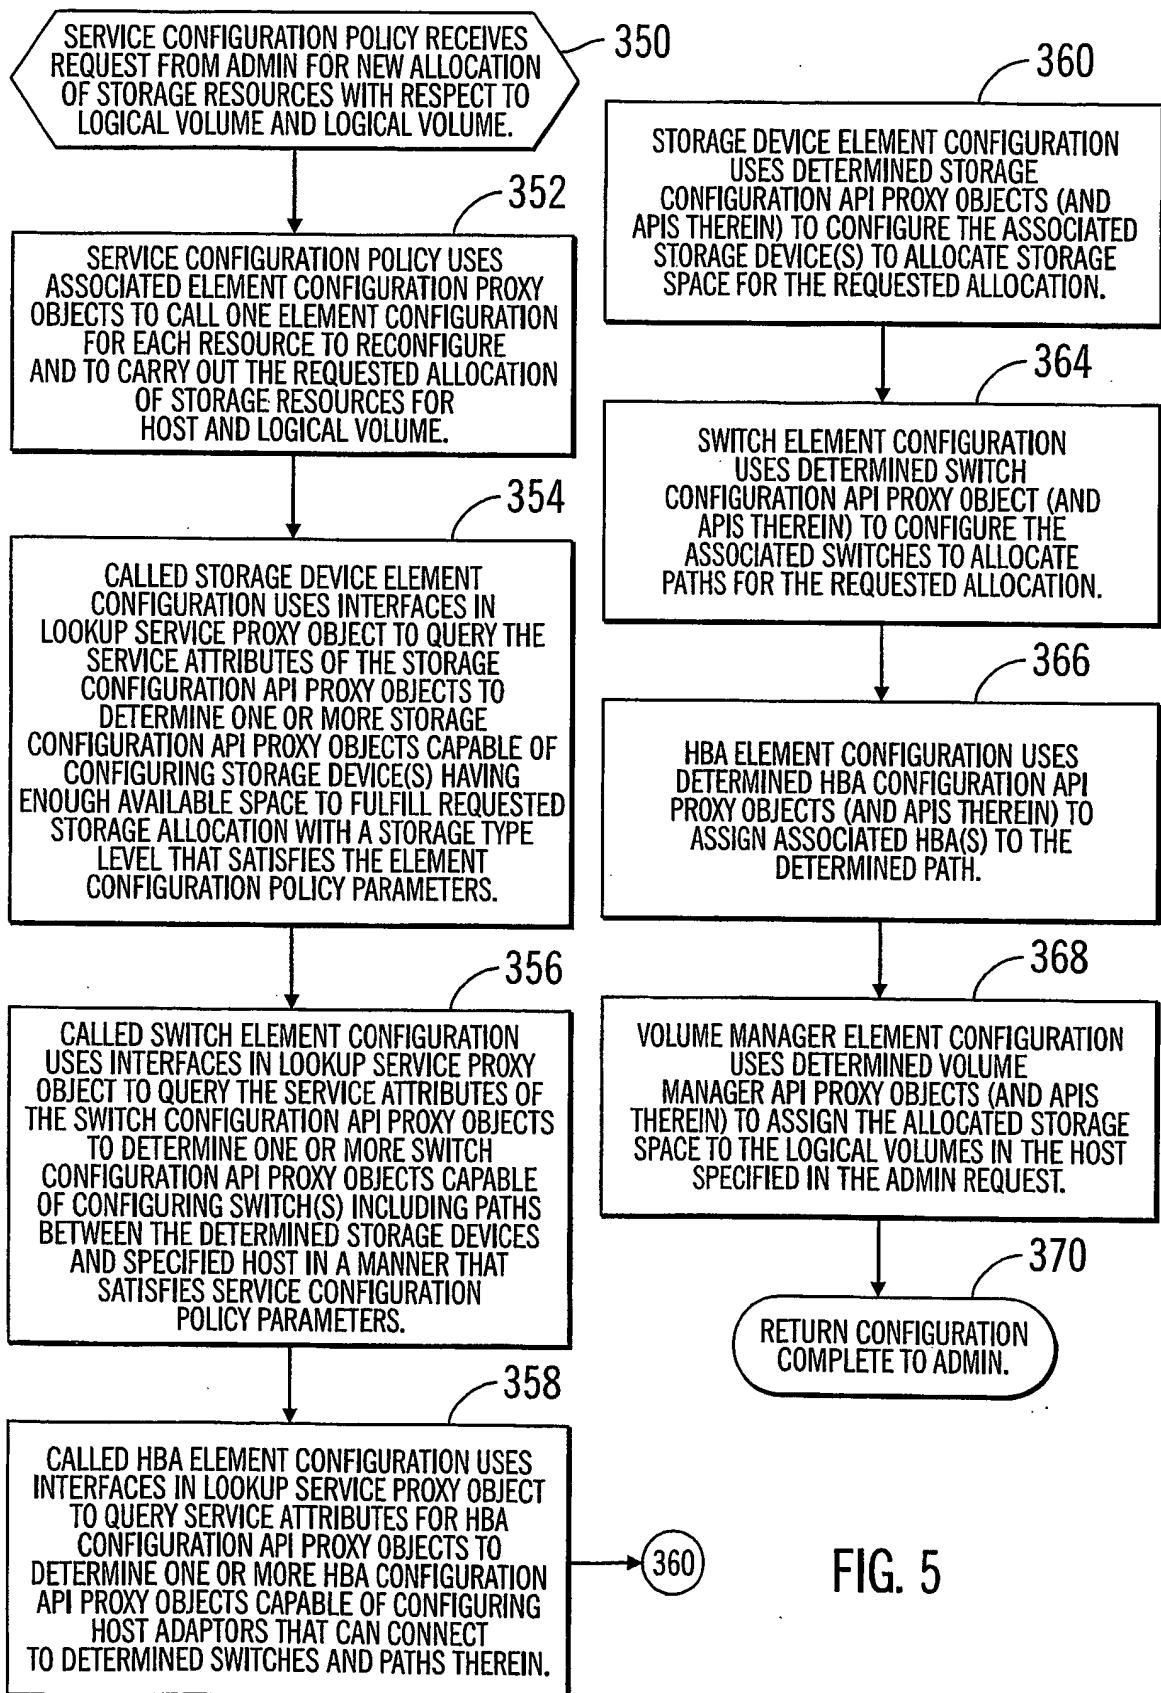 SERVICE CONFIGURATION POLICY RECEIVES
REQUEST FROM ADMIN FOR NEW ALLOCATION
OF STORAGE RESOURCES WITH RESPECT TO
LOGICAL VOLUME AND LOGICAL VOLUME.
350
352
SERVICE CONFIGURATION POLICY USES
ASSOCIATED ELEMENT CONFIGURATION PROXY
OBJECTS TO CALL ONE ELEMENT CONFIGURATION
FOR EACH RESOURCE TO RECONFIGURE
AND TO CARRY OUT THE REQUESTED ALLOCATION
OF STORAGE RESOURCES FOR
HOST AND LOGICAL VOLUME.
354
CALLED STORAGE DEVICE ELEMENT
CONFIGURATION USES INTERFACES IN
LOOKUP SERVICE PROXY OBJECT TO QUERY THE
SERVICE ATTRIBUTES OF THE STORAGE
CONFIGURATION API PROXY OBJECTS TO
DETERMINE ONE OR MORE STORAGE
CONFIGURATION API PROXY OBJECTS CAPABLE OF
CONFIGURING STORAGE DEVICE(S) HAVING
ENOUGH AVAILABLE SPACE TO FULFILL REQUESTED
STORAGE ALLOCATION WITH A STORAGE TYPE
LEVEL THAT SATISFIES THE ELEMENT
CONFIGURATION POLICY PARAMETERS.
356
CALLED SWITCH ELEMENT CONFIGURATION
USES INTERFACES IN LOOKUP SERVICE PROXY
OBJECT TO QUERY THE SERVICE ATTRIBUTES OF
THE SWITCH CONFIGURATION API PROXY OBJECTS
TO DETERMINE ONE OR MORE SWITCH
CONFIGURATION API PROXY OBJECTS CAPABLE
OF CONFIGURING SWITCH(S) INCLUDING PATHS
BETWEEN THE DETERMINED STORAGE DEVICES
AND SPECIFIED HOST IN A MANNER THAT
SATISFIES SERVICE CONFIGURATION
POLICY PARAMETERS.
358
CALLED HBA ELEMENT CONFIGURATION USES
INTERFACES IN LOOKUP SERVICE PROXY OBJECT
TO QUERY SERVICE ATTRIBUTES FOR HBA
CONFIGURATION API PROXY OBJECTS TO
DETERMINE ONE OR MORE HBA CONFIGURATION
API PROXY OBJECTS CAPABLE OF CONFIGURING
HOST ADAPTORS THAT CAN CONNECT
TO DETERMINED SWITCHES AND PATHS THEREIN.
360
360
STORAGE DEVICE ELEMENT CONFIGURATION
USES DETERMINED STORAGE
CONFIGURATION API PROXY OBJECTS (AND
APIS THEREIN) TO CONFIGURE THE ASSOCIATED
STORAGE DEVICE(S) TO ALLOCATE STORAGE
SPACE FOR THE REQUESTED ALLOCATION.
364
SWITCH ELEMENT CONFIGURATION
USES DETERMINED SWITCH
CONFIGURATION API PROXY OBJECT (AND
APIS THEREIN) TO CONFIGURE THE
ASSOCIATED SWITCHES TO ALLOCATE
PATHS FOR THE REQUESTED ALLOCATION.
366
HBA ELEMENT CONFIGURATION USES
DETERMINED HBA CONFIGURATION API
PROXY OBJECTS (AND APIS THEREIN) TO
ASSIGN ASSOCIATED HBA(S) TO THE
DETERMINED PATH.
368
VOLUME MANAGER ELEMENT CONFIGURATION
USES DETERMINED VOLUME
MANAGER API PROXY OBJECTS (AND APIS
THEREIN) TO ASSIGN THE ALLOCATED STORAGE
SPACE TO THE LOGICAL VOLUMES IN THE HOST
SPECIFIED IN THE ADMIN REQUEST.
370
RETURN CONFIGURATION
COMPLETE TO ADMIN.
FIG. 5